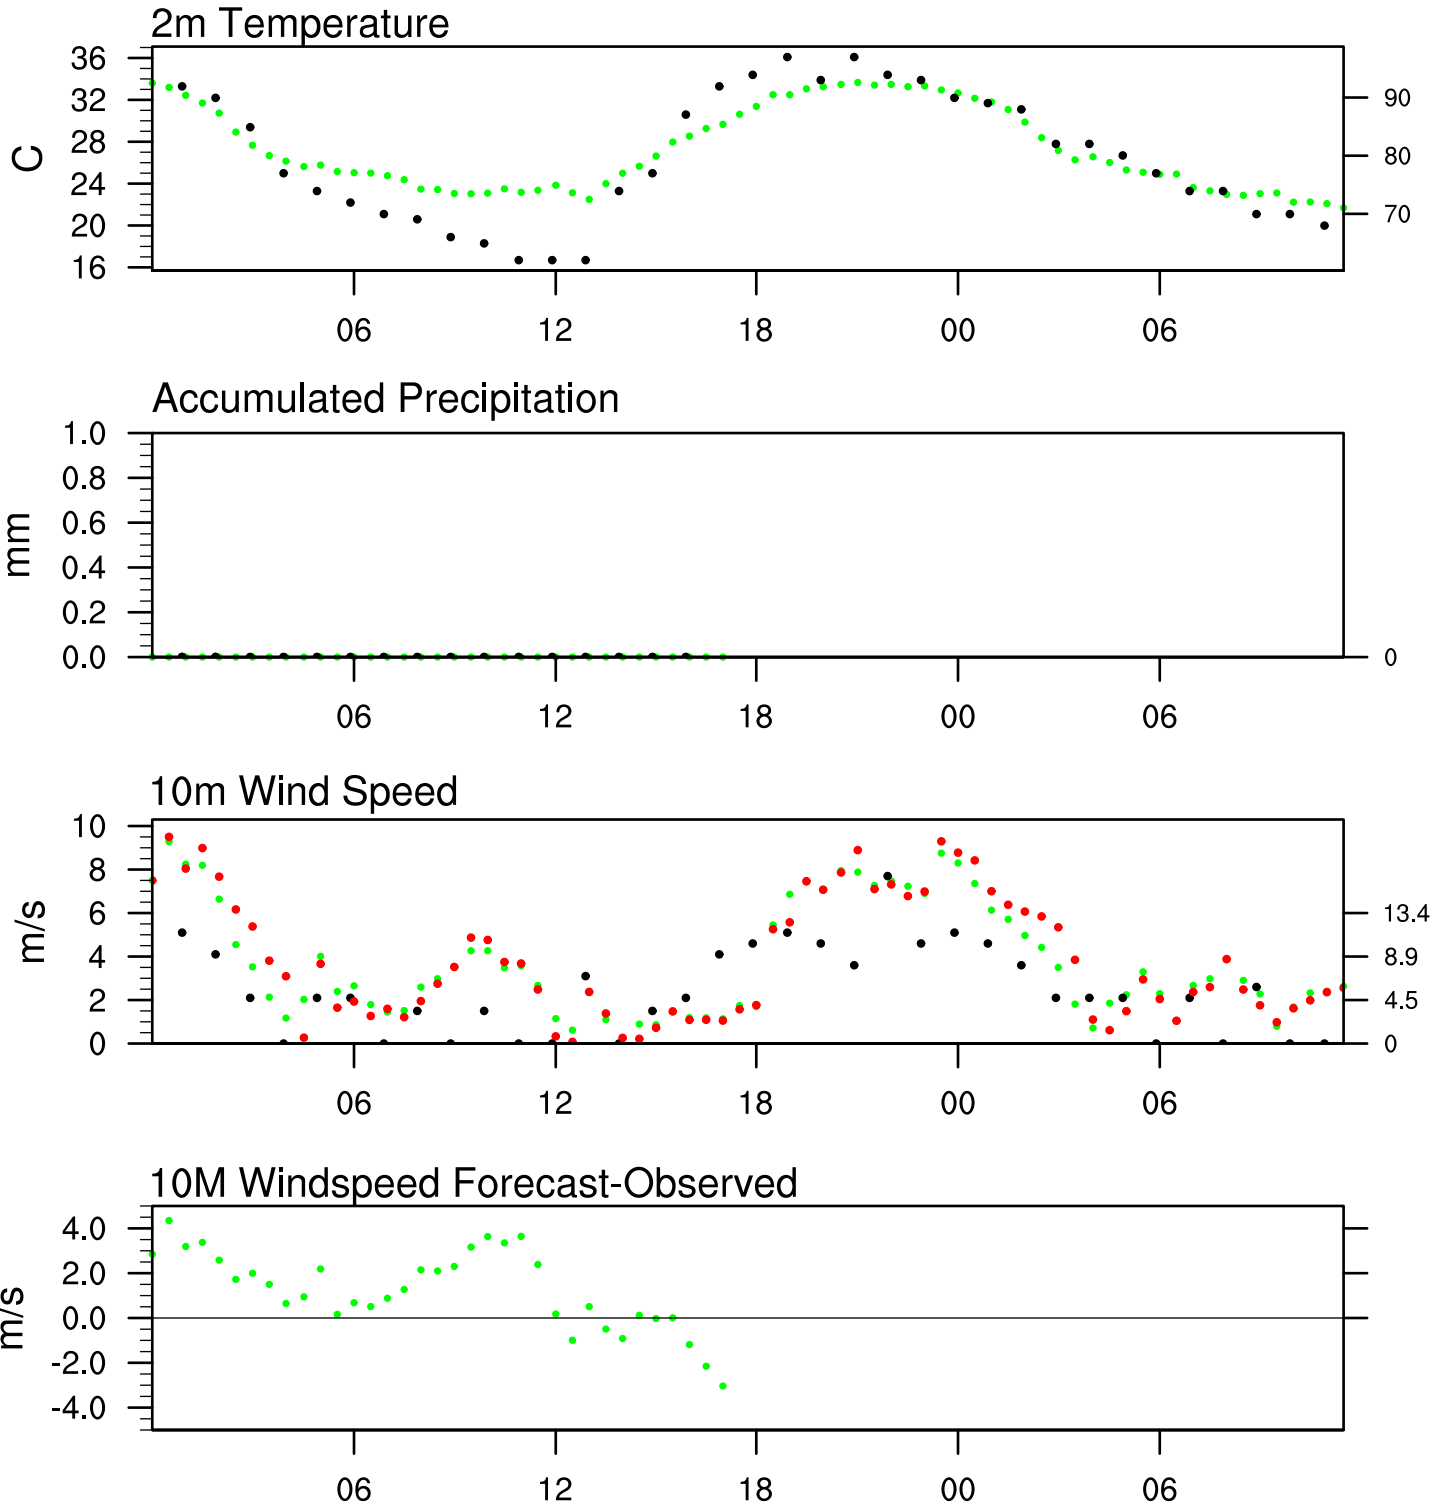 2m Temperature
36
32
28
24
20
16
C
90
80
70
06 12 18 00 06
Accumulated Precipitation
1.0
0.8
0.6
0.4
0.2
0.0
mm
0
06 12 18 00 06
10m Wind Speed
10
8
6
4
2
0
m/s
13.4
8.9
4.5
0
06 12 18 00 06
10M Windspeed Forecast-Observed
4.0
2.0
0.0
-2.0
-4.0
m/s
06 12 18 00 06